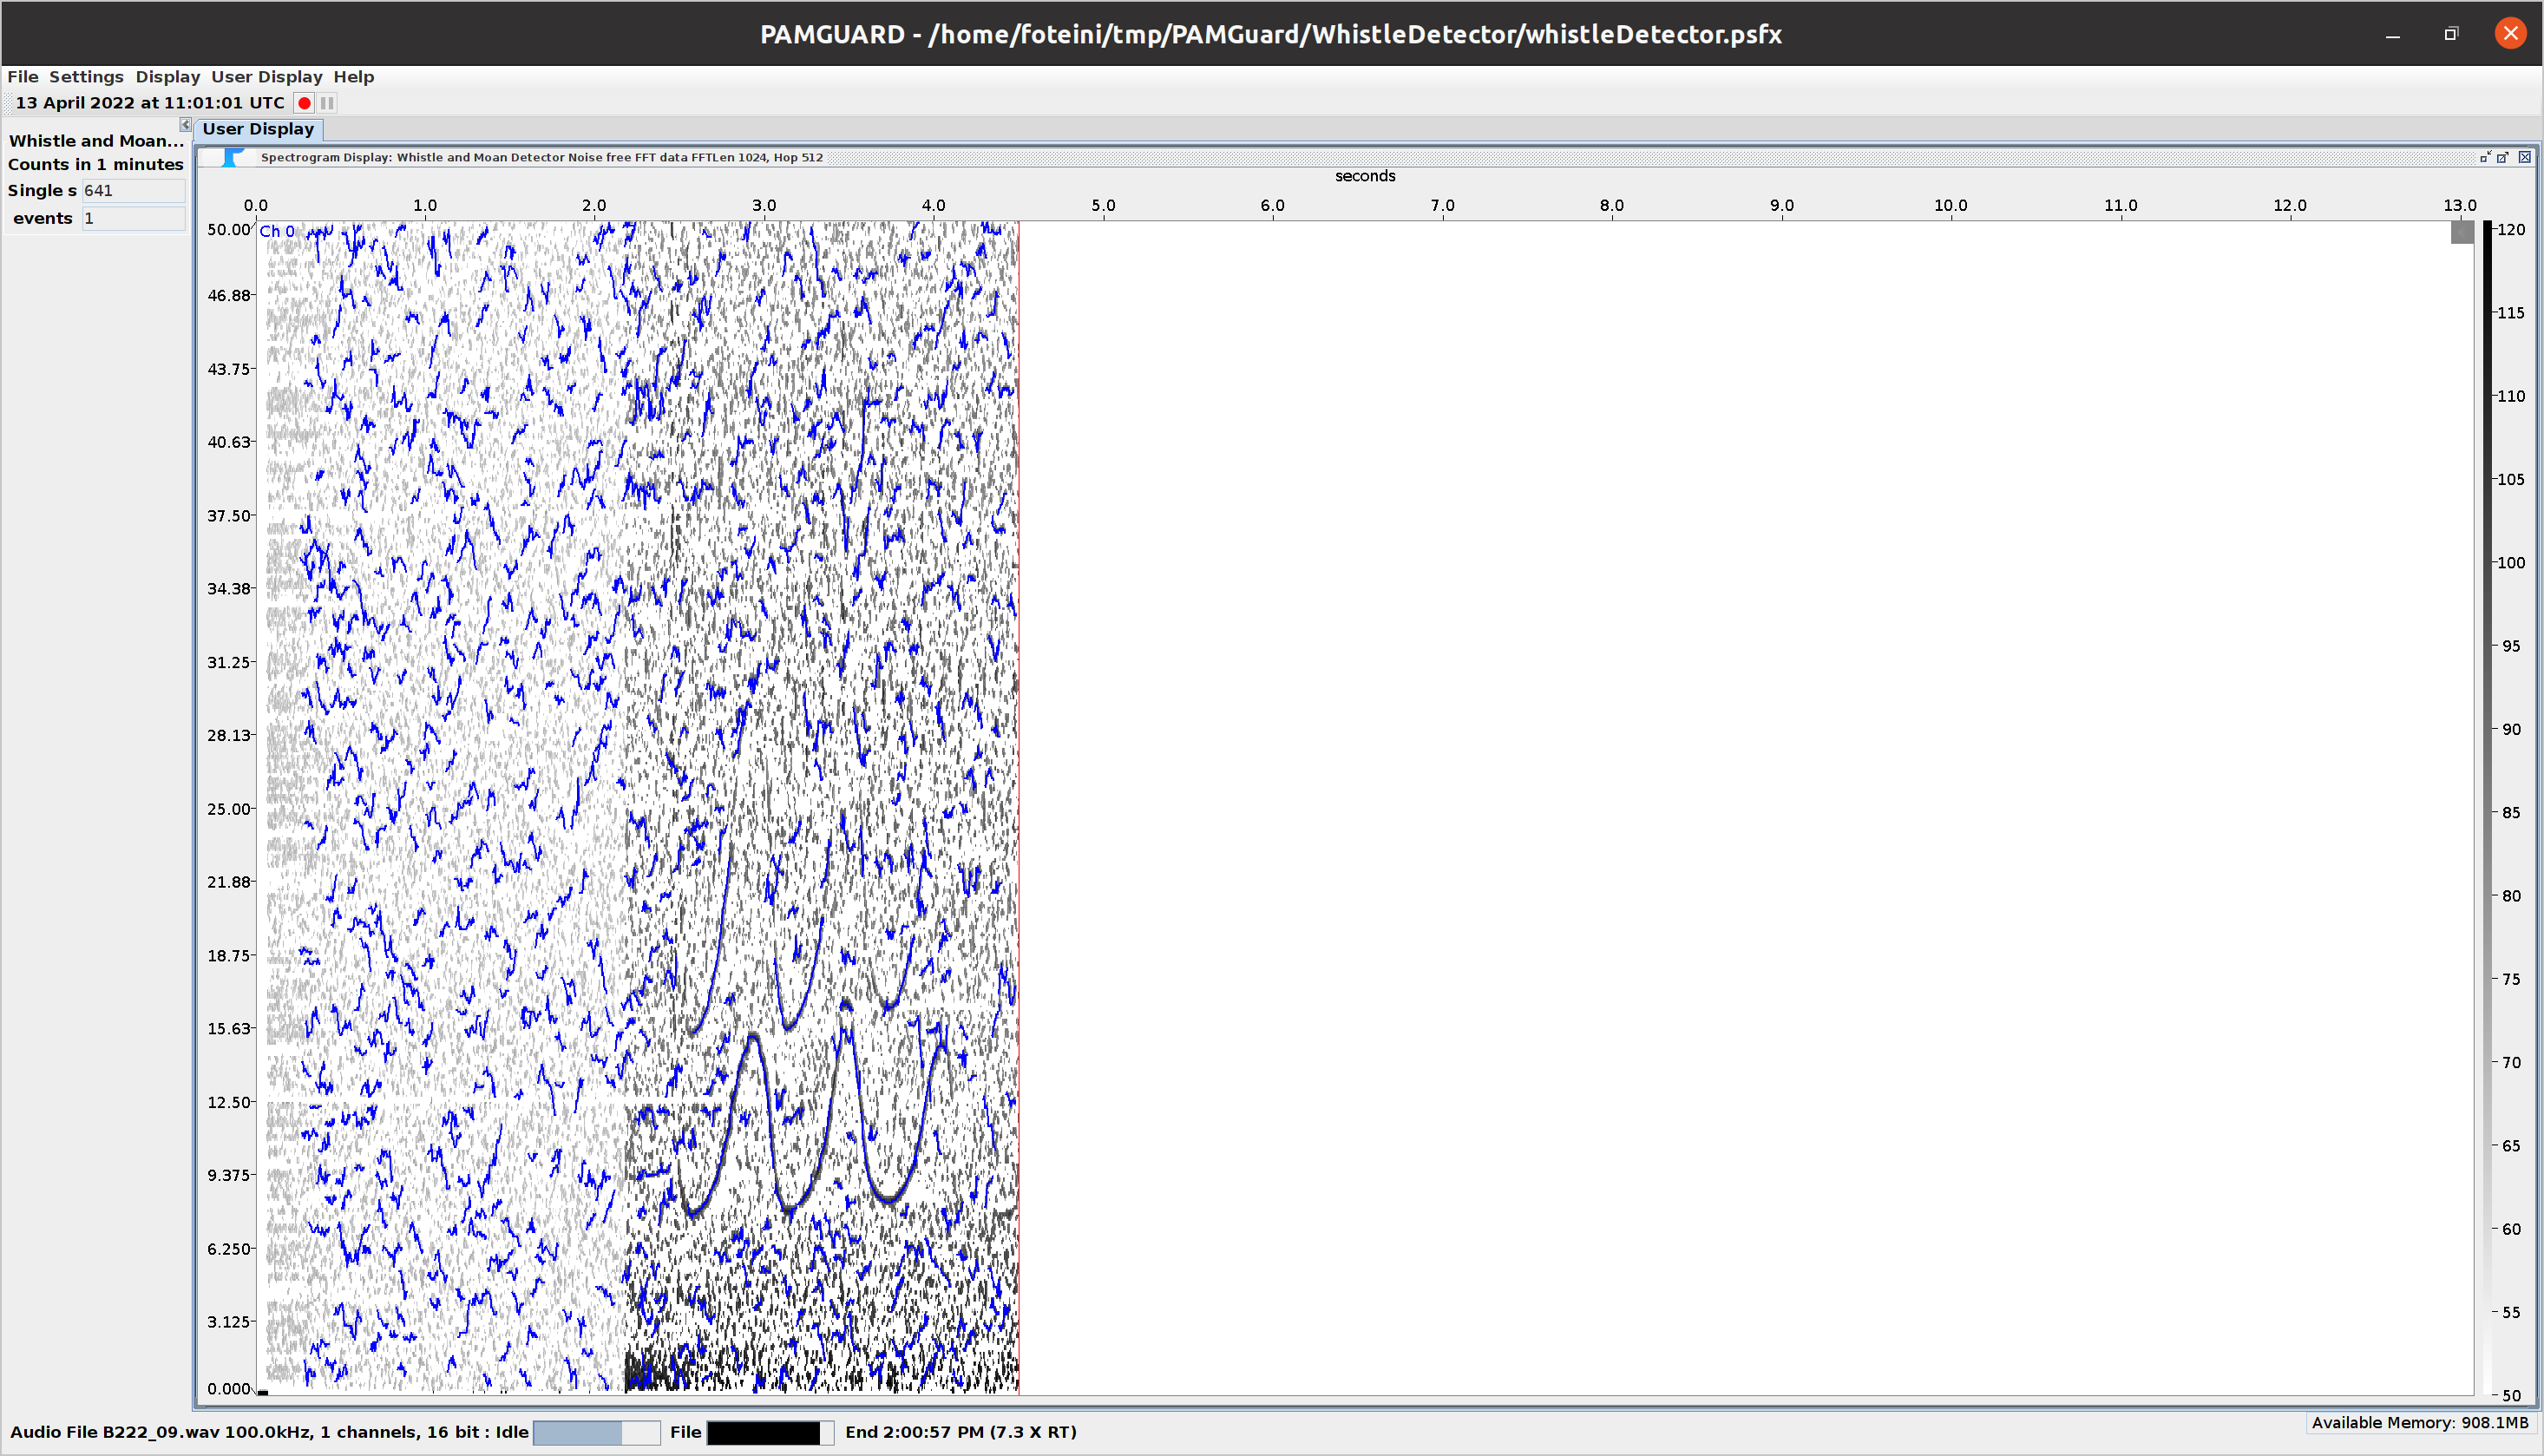 PAMGUARD - /home/foteini/tmp/PAMGuard/WhistleDetector/whistleDetector.psfx
File Settings Display User Display Help
13 April 2022 at 11:01:01 UTC
Whistle and Moan...
Counts in 1 minutes
Single s 641
events 1
User Display
Spectrogram Display: Whistle and Moan Detector Noise free FFT data FFTLen 1024, Hop 512
seconds
0.0 1.0 2.0 3.0 4.0 5.0 6.0 7.0 8.0 9.0 10.0 11.0 12.0 13.0
Ch 0
50.00
46.88
43.75
40.63
37.50
34.38
31.25
28.13
25.00
21.88
18.75
15.63
12.50
9.375
6.250
3.125
0.000
120
115
110
105
100
95
90
85
80
75
70
65
60
55
50
Audio File B222_09.wav 100.0kHz, 1 channels, 16 bit : Idle File End 2:00:57 PM (7.3 X RT)
Available Memory: 908.1MB